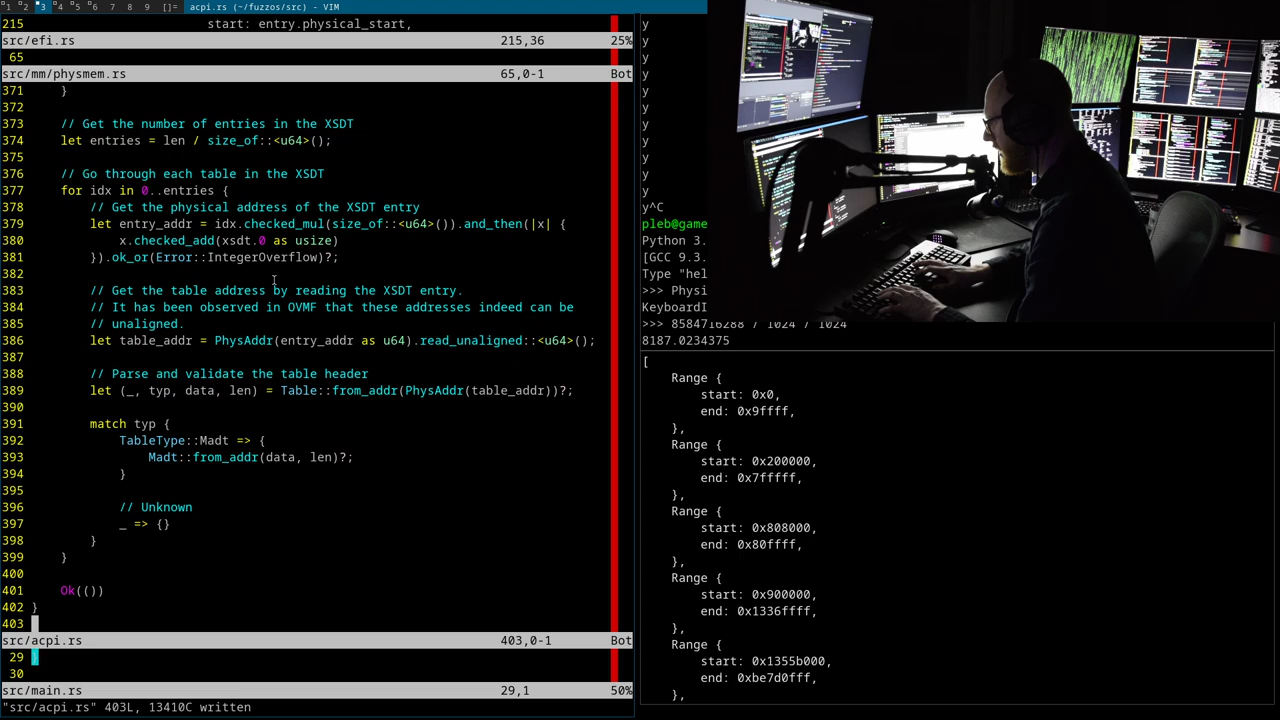 1 2 3 4 5 6 7 8 9 []= acpi.rs (~/fuzzos/src) - VIM
215                         start: entry.physical_start,
src/efi.rs 215,36 25%
65
src/mm/physmem.rs 65,0-1 Bot
371     }
372
373     // Get the number of entries in the XSDT
374     let entries = len / size_of::<u64>();
375
376     // Go through each table in the XSDT
377     for idx in 0..entries {
378         // Get the physical address of the XSDT entry
379         let entry_addr = idx.checked_mul(size_of::<u64>()).and_then(|x| {
380             x.checked_add(xsdt.0 as usize)
381         }).ok_or(Error::IntegerOverflow)?;
382
383         // Get the table address by reading the XSDT entry.
384         // It has been observed in OVMF that these addresses indeed can be
385         // unaligned.
386         let table_addr = PhysAddr(entry_addr as u64).read_unaligned::<u64>();
387
388         // Parse and validate the table header
389         let (_, typ, data, len) = Table::from_addr(PhysAddr(table_addr))?;
390
391         match typ {
392             TableType::Madt => {
393                 Madt::from_addr(data, len)?;
394             }
395
396             // Unknown
397             _ => {}
398         }
399     }
400
401     Ok(())
402 }
403
src/acpi.rs 403,0-1 Bot
29 }
30
src/main.rs 29,1 50%
"src/acpi.rs" 403L, 13410C written
y
y
y
y
y
y
y
y
y
y
y
y^C
pleb@game
Python 3.
[GCC 9.3.
Type "hel
>>> Physi
KeyboardI
>>> 8584716288 / 1024 / 1024
8187.0234375
[
    Range {
        start: 0x0,
        end: 0x9ffff,
    },
    Range {
        start: 0x200000,
        end: 0x7fffff,
    },
    Range {
        start: 0x808000,
        end: 0x80ffff,
    },
    Range {
        start: 0x900000,
        end: 0x1336ffff,
    },
    Range {
        start: 0x1355b000,
        end: 0xbe7d0fff,
    },